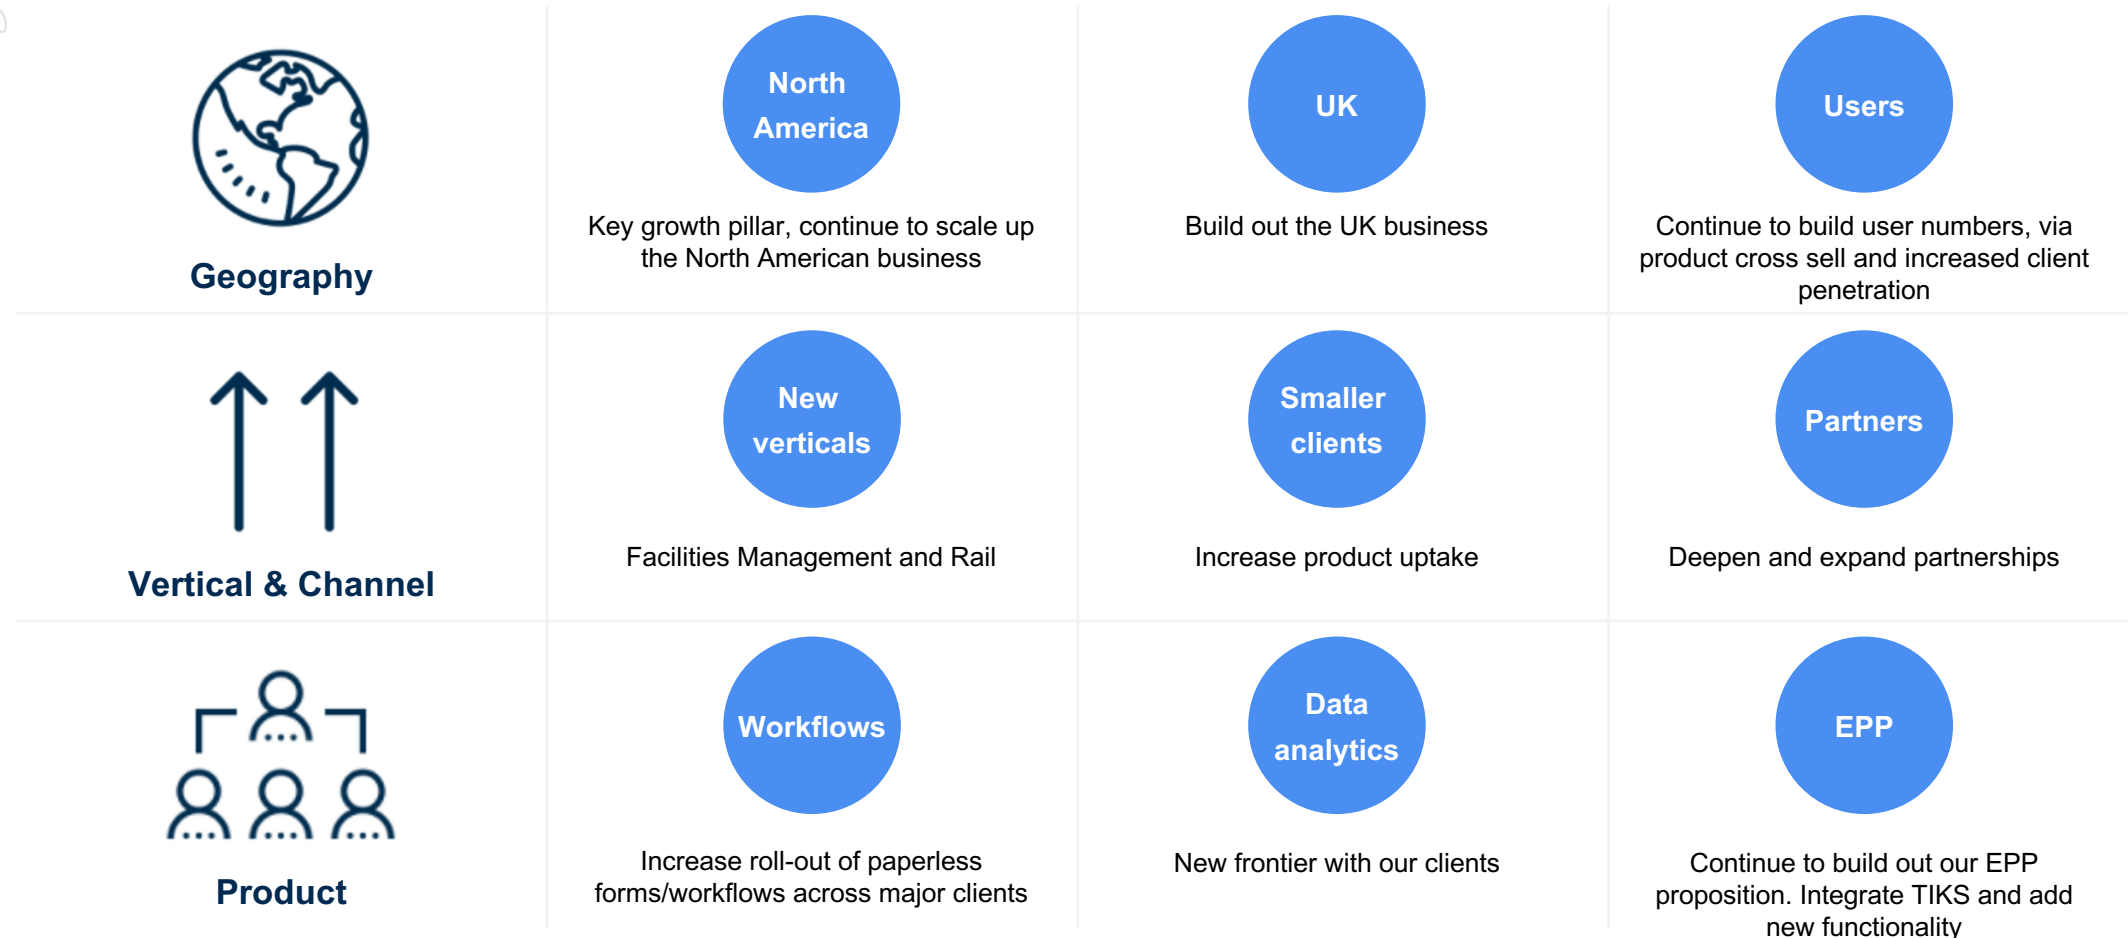 Geography
North
America
Key growth pillar, continue to scale up
the North American business
UK
Build out the UK business
Users
Continue to build user numbers, via
product cross sell and increased client
penetration
Vertical & Channel
New
verticals
Facilities Management and Rail
Smaller
clients
Increase product uptake
Partners
Deepen and expand partnerships
Product
Workflows
Increase roll-out of paperless
forms/workflows across major clients
Data
analytics
New frontier with our clients
EPP
Continue to build out our EPP
proposition. Integrate TIKS and add
new functionality